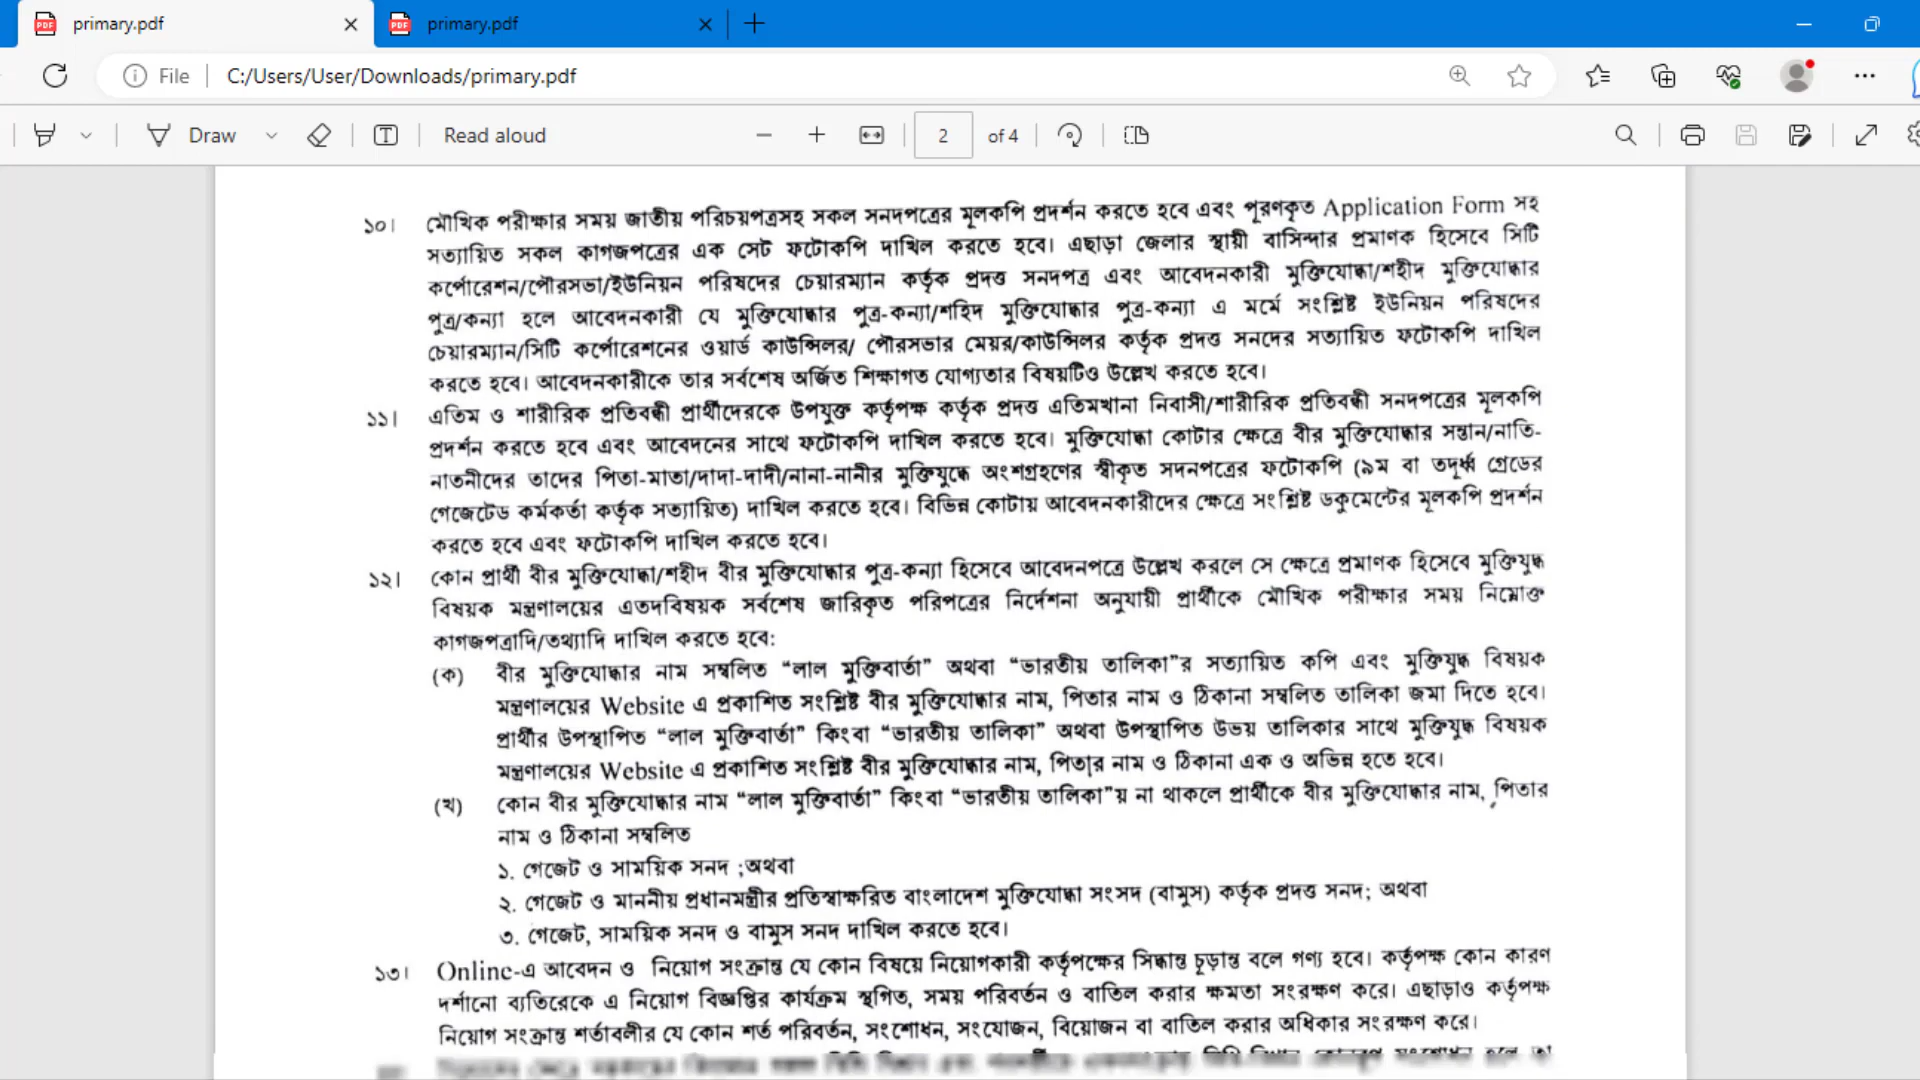 primary.pdf
primary.pdf
File
C:/Users/User/Downloads/primary.pdf
Draw
Read aloud
2
of 4
১০। মৌখিক পরীক্ষার সময় জাতীয় পরিচয়পত্রসহ সকল সনদপত্রের মূলকপি প্রদর্শন করতে হবে এবং পূরণকৃত Application Form সহ
সত্যায়িত সকল কাগজপত্রের এক সেট ফটোকপি দাখিল করতে হবে। এছাড়া জেলার স্থায়ী বাসিন্দার প্রমাণক হিসেবে সিটি
কর্পোরেশন/পৌরসভা/ইউনিয়ন পরিষদের চেয়ারম্যান কর্তৃক প্রদত্ত সনদপত্র এবং আবেদনকারী মুক্তিযোদ্ধা/শহীদ মুক্তিযোদ্ধার
পুত্র/কন্যা হলে আবেদনকারী যে মুক্তিযোদ্ধার পুত্র-কন্যা/শহিদ মুক্তিযোদ্ধার পুত্র-কন্যা এ মর্মে সংশ্লিষ্ট ইউনিয়ন পরিষদের
চেয়ারম্যান/সিটি কর্পোরেশনের ওয়ার্ড কাউন্সিলর/ পৌরসভার মেয়র/কাউন্সিলর কর্তৃক প্রদত্ত সনদের সত্যায়িত ফটোকপি দাখিল
করতে হবে। আবেদনকারীকে তার সর্বশেষ অর্জিত শিক্ষাগত যোগ্যতার বিষয়টিও উল্লেখ করতে হবে।
১১। এতিম ও শারীরিক প্রতিবন্ধী প্রার্থীদেরকে উপযুক্ত কর্তৃপক্ষ কর্তৃক প্রদত্ত এতিমখানা নিবাসী/শারীরিক প্রতিবন্ধী সনদপত্রের মূলকপি
প্রদর্শন করতে হবে এবং আবেদনের সাথে ফটোকপি দাখিল করতে হবে। মুক্তিযোদ্ধা কোটার ক্ষেত্রে বীর মুক্তিযোদ্ধার সন্তান/নাতি-
নাতনীদের তাদের পিতা-মাতা/দাদা-দাদী/নানা-নানীর মুক্তিযুদ্ধে অংশগ্রহণের স্বীকৃত সদনপত্রের ফটোকপি (৯ম বা তদূর্ধ্ব গ্রেডের
গেজেটেড কর্মকর্তা কর্তৃক সত্যায়িত) দাখিল করতে হবে। বিভিন্ন কোটায় আবেদনকারীদের ক্ষেত্রে সংশ্লিষ্ট ডকুমেন্টের মূলকপি প্রদর্শন
করতে হবে এবং ফটোকপি দাখিল করতে হবে।
১২। কোন প্রার্থী বীর মুক্তিযোদ্ধা/শহীদ বীর মুক্তিযোদ্ধার পুত্র-কন্যা হিসেবে আবেদনপত্রে উল্লেখ করলে সে ক্ষেত্রে প্রমাণক হিসেবে মুক্তিযুদ্ধ
বিষয়ক মন্ত্রণালয়ের এতদবিষয়ক সর্বশেষ জারিকৃত পরিপত্রের নির্দেশনা অনুযায়ী প্রার্থীকে মৌখিক পরীক্ষার সময় নিম্নোক্ত
কাগজপত্রাদি/তথ্যাদি দাখিল করতে হবে:
(ক) বীর মুক্তিযোদ্ধার নাম সম্বলিত “লাল মুক্তিবার্তা” অথবা “ভারতীয় তালিকা”র সত্যায়িত কপি এবং মুক্তিযুদ্ধ বিষয়ক
মন্ত্রণালয়ের Website এ প্রকাশিত সংশ্লিষ্ট বীর মুক্তিযোদ্ধার নাম, পিতার নাম ও ঠিকানা সম্বলিত তালিকা জমা দিতে হবে।
প্রার্থীর উপস্থাপিত “লাল মুক্তিবার্তা” কিংবা “ভারতীয় তালিকা” অথবা উপস্থাপিত উভয় তালিকার সাথে মুক্তিযুদ্ধ বিষয়ক
মন্ত্রণালয়ের Website এ প্রকাশিত সংশ্লিষ্ট বীর মুক্তিযোদ্ধার নাম, পিতার নাম ও ঠিকানা এক ও অভিন্ন হতে হবে।
(খ) কোন বীর মুক্তিযোদ্ধার নাম “লাল মুক্তিবার্তা” কিংবা “ভারতীয় তালিকা”য় না থাকলে প্রার্থীকে বীর মুক্তিযোদ্ধার নাম, পিতার
নাম ও ঠিকানা সম্বলিত
১. গেজেট ও সাময়িক সনদ ;অথবা
২. গেজেট ও মাননীয় প্রধানমন্ত্রীর প্রতিস্বাক্ষরিত বাংলাদেশ মুক্তিযোদ্ধা সংসদ (বামুস) কর্তৃক প্রদত্ত সনদ; অথবা
৩. গেজেট, সাময়িক সনদ ও বামুস সনদ দাখিল করতে হবে।
১৩। Online-এ আবেদন ও নিয়োগ সংক্রান্ত যে কোন বিষয়ে নিয়োগকারী কর্তৃপক্ষের সিদ্ধান্ত চূড়ান্ত বলে গণ্য হবে। কর্তৃপক্ষ কোন কারণ
দর্শানো ব্যতিরেকে এ নিয়োগ বিজ্ঞপ্তির কার্যক্রম স্থগিত, সময় পরিবর্তন ও বাতিল করার ক্ষমতা সংরক্ষণ করে। এছাড়াও কর্তৃপক্ষ
নিয়োগ সংক্রান্ত শর্তাবলীর যে কোন শর্ত পরিবর্তন, সংশোধন, সংযোজন, বিয়োজন বা বাতিল করার অধিকার সংরক্ষণ করে।